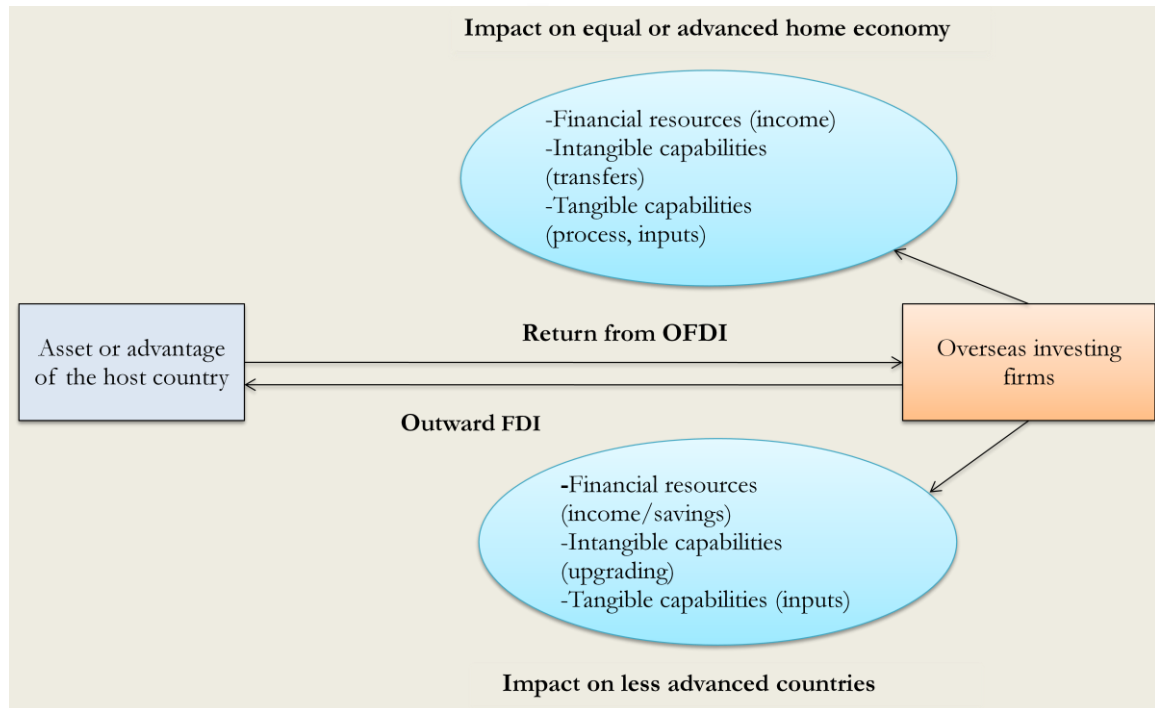 Impact on equal or advanced home economy
-Financial resources (income)
-Intangible capabilities
(transfers)
-Tangible capabilities
(process, inputs)
Asset or advantage
of the host country
Return from OFDI
Outward FDI
Overseas investing
firms
-Financial resources
(income/savings)
-Intangible capabilities
(upgrading)
-Tangible capabilities (inputs)
Impact on less advanced countries